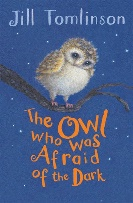 Jill Tomlinson
The Owl
who was
Afraid
of the Dark